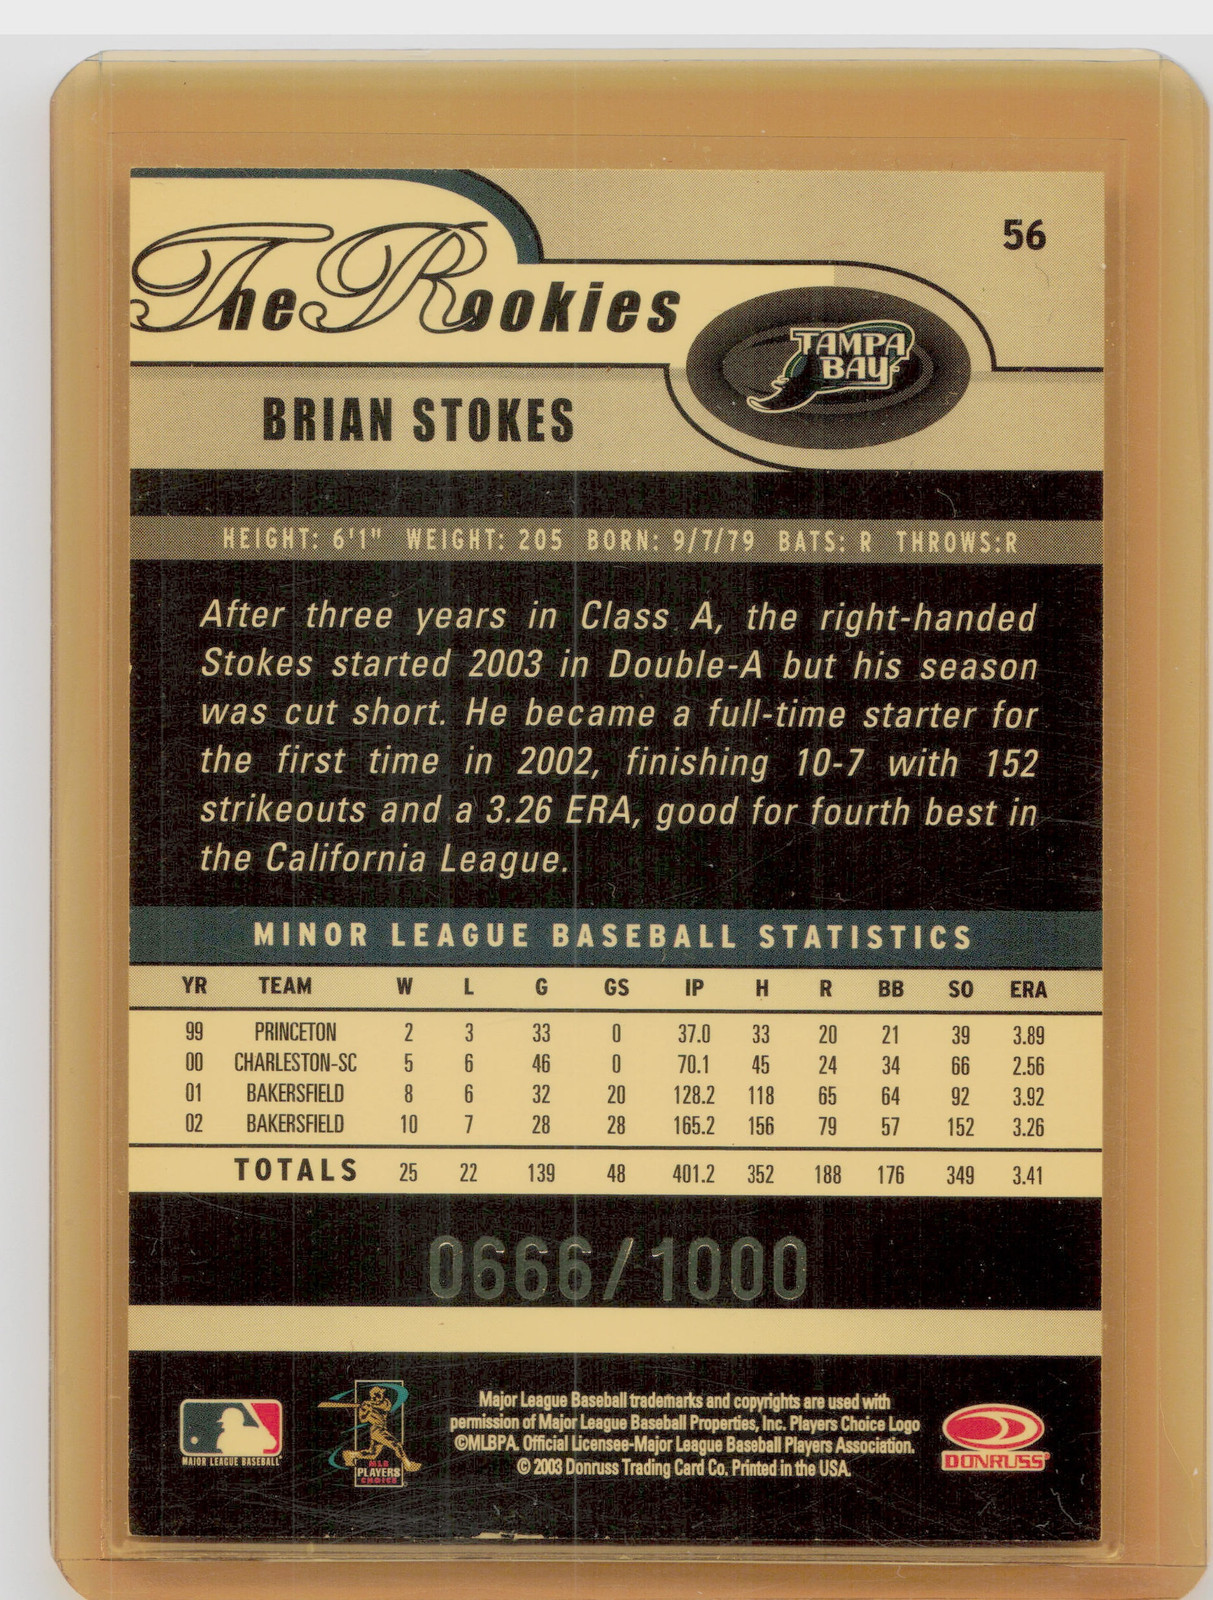 56
The Rookies
TAMPA
BAY
BRIAN STOKES
HEIGHT: 6'1" WEIGHT: 205 BORN: 9/7/79 BATS: R THROWS:R
After three years in Class A, the right-handed
Stokes started 2003 in Double-A but his season
was cut short. He became a full-time starter for
the first time in 2002, finishing 10-7 with 152
strikeouts and a 3.26 ERA, good for fourth best in
the California League.
MINOR LEAGUE BASEBALL STATISTICS
YR TEAM W L G GS IP H R BB SO ERA
99 PRINCETON 2 3 33 0 37.0 33 20 21 39 3.89
00 CHARLESTON-SC 5 6 46 0 70.1 45 24 34 66 2.56
01 BAKERSFIELD 8 6 32 20 128.2 118 65 64 92 3.92
02 BAKERSFIELD 10 7 28 28 165.2 156 79 57 152 3.26
TOTALS 25 22 139 48 401.2 352 188 176 349 3.41
0666/1000
Major League Baseball trademarks and copyrights are used with
permission of Major League Baseball Properties, Inc. Players Choice Logo
©MLBPA. Official Licensee-Major League Baseball Players Association.
© 2003 Donruss Trading Card Co. Printed in the USA.
MAJOR LEAGUE BASEBALL
MLB
PLAYERS
CHOICE
DONRUSS